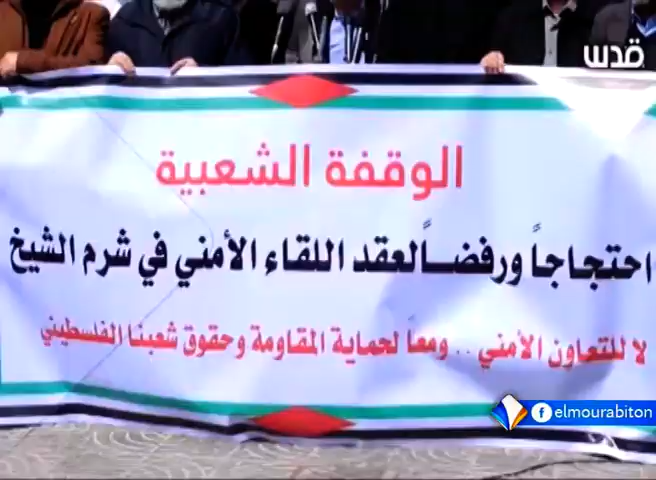 قدس
الوقفة الشعبية
احتجاجاً ورفضاً لعقد اللقاء الأمني في شرم الشيخ
لا للتعاون الأمني .. ومعاً لحماية المقاومة وحقوق شعبنا الفلسطيني
elmourabiton